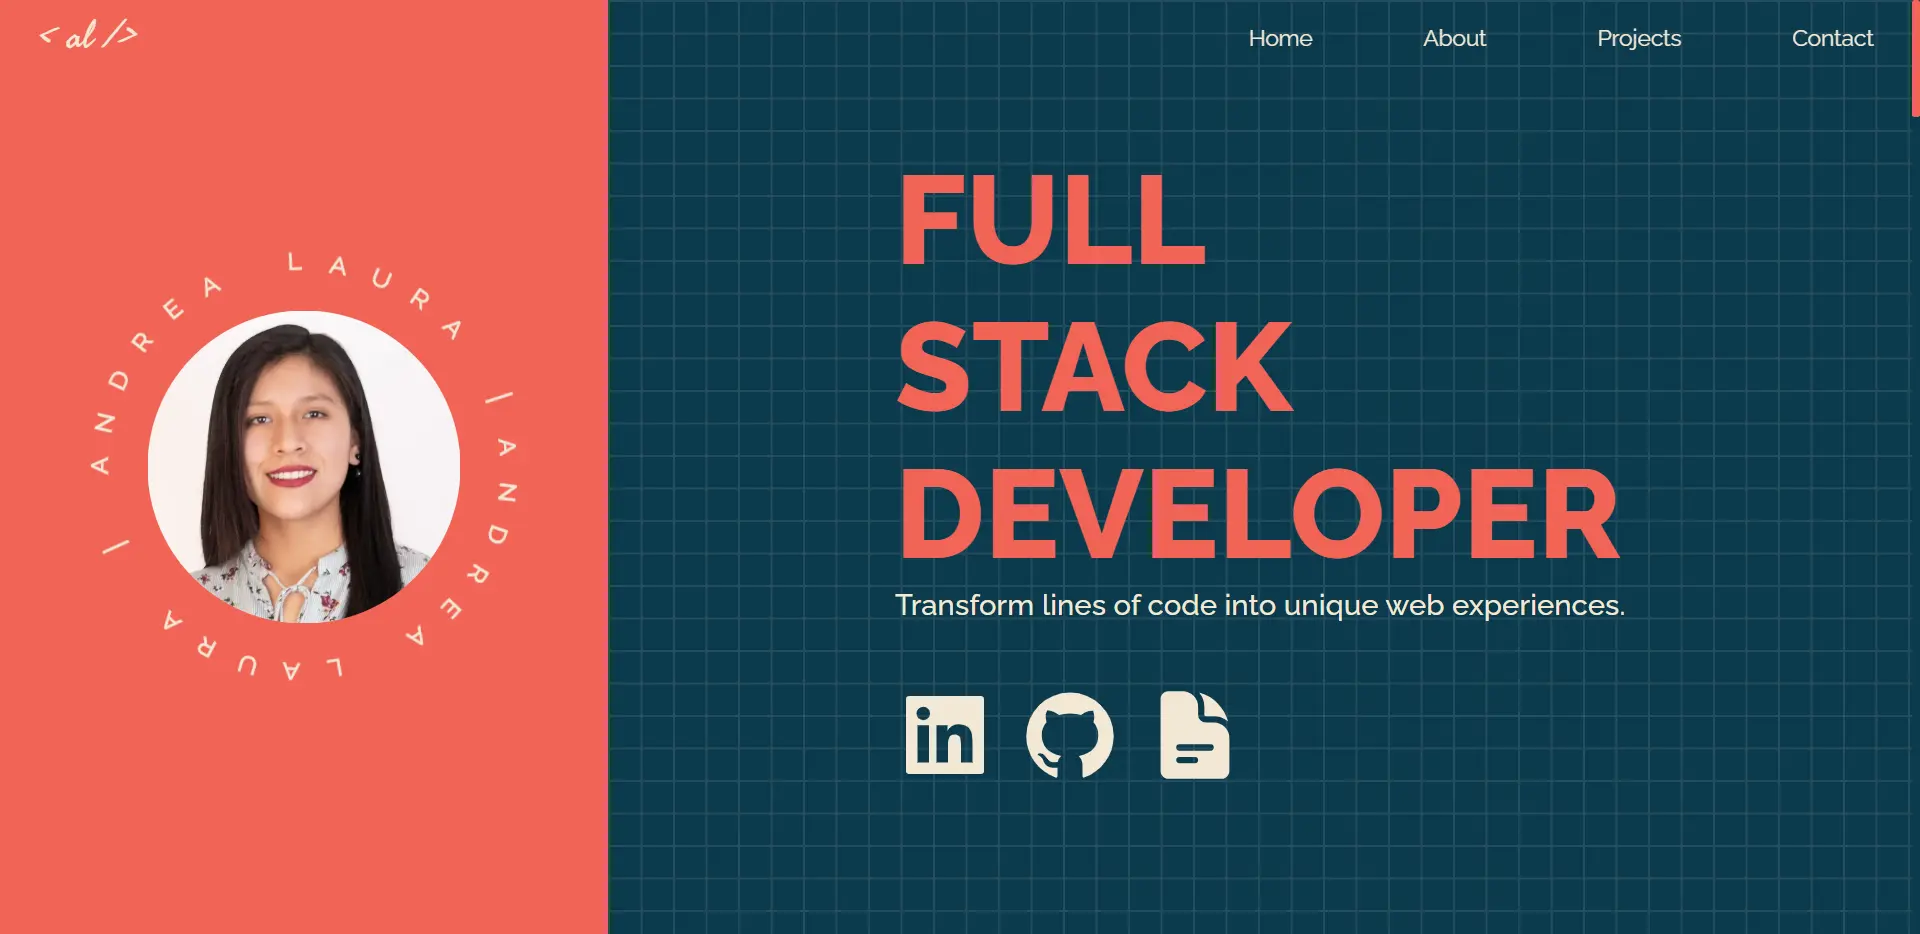 <al/>
Home About Projects Contact
ANDREA LAURA | ANDREA LAURA |
FULL
STACK
DEVELOPER
Transform lines of code into unique web experiences.
in